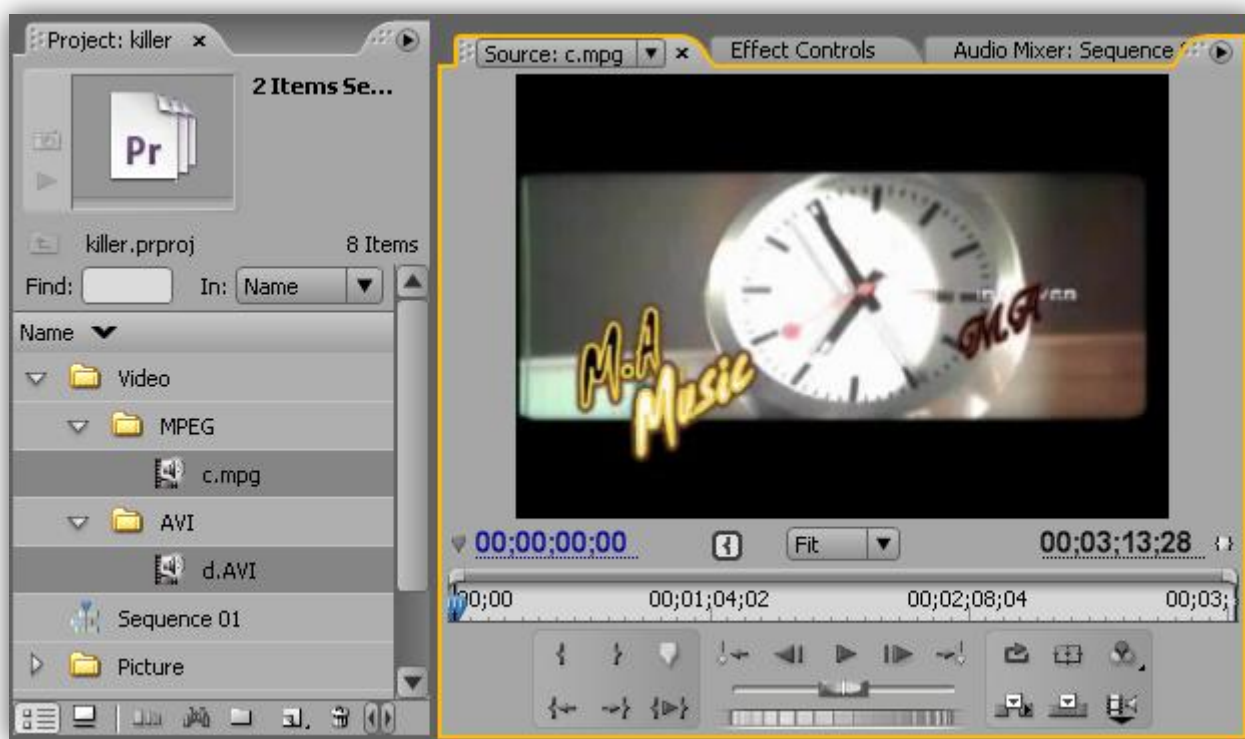 Project: killer
2 Items Se...
Pr
killer.prproj
8 Items
Find:
In: Name
Name
Video
MPEG
c.mpg
AVI
d.AVI
Sequence 01
Picture
Source: c.mpg
Effect Controls
Audio Mixer: Sequence
M.A
Music
M.A
00;00;00;00
Fit
00;03;13;28
00;00
00;01;04;02
00;02;08;04
00;03;